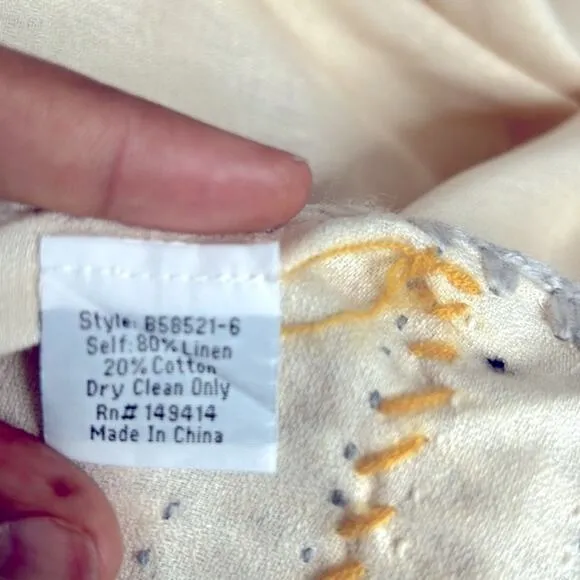 Style: B58521-6
Self: 80% Linen
20% Cotton
Dry Clean Only
Rn# 149414
Made In China